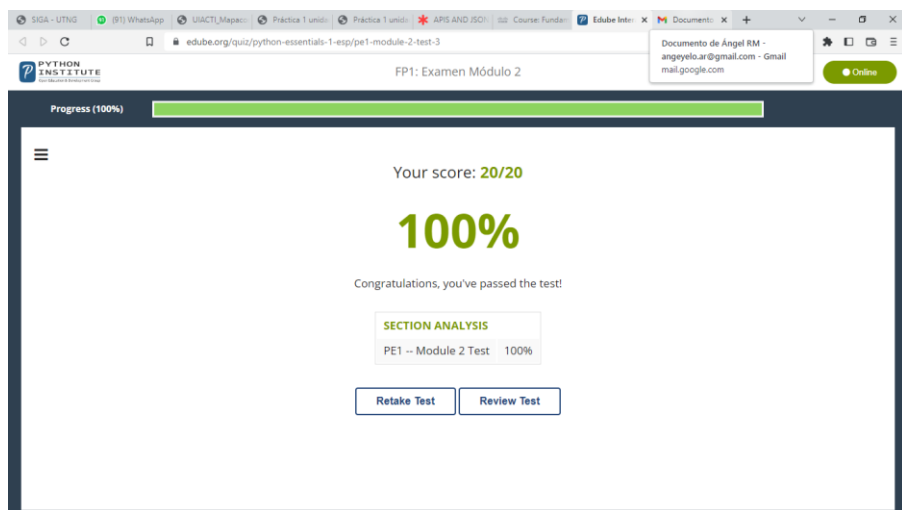 SIGA - UTNG
(81) WhatsApp
UIACTI_Mapaco
Práctica 1 unida
Práctica 1 unida
APIS AND JSON
Course: Fundam
Edube Inter
Documento
edube.org/quiz/python-essentials-1-esp/pe1-module-2-test-3
Documento de Ángel RM -
angeyelo.ar@gmail.com - Gmail
mail.google.com
PYTHON
INSTITUTE
FP1: Examen Módulo 2
Online
Progress (100%)
Your score: 20/20
100%
Congratulations, you've passed the test!
SECTION ANALYSIS
PE1 -- Module 2 Test 100%
Retake Test
Review Test